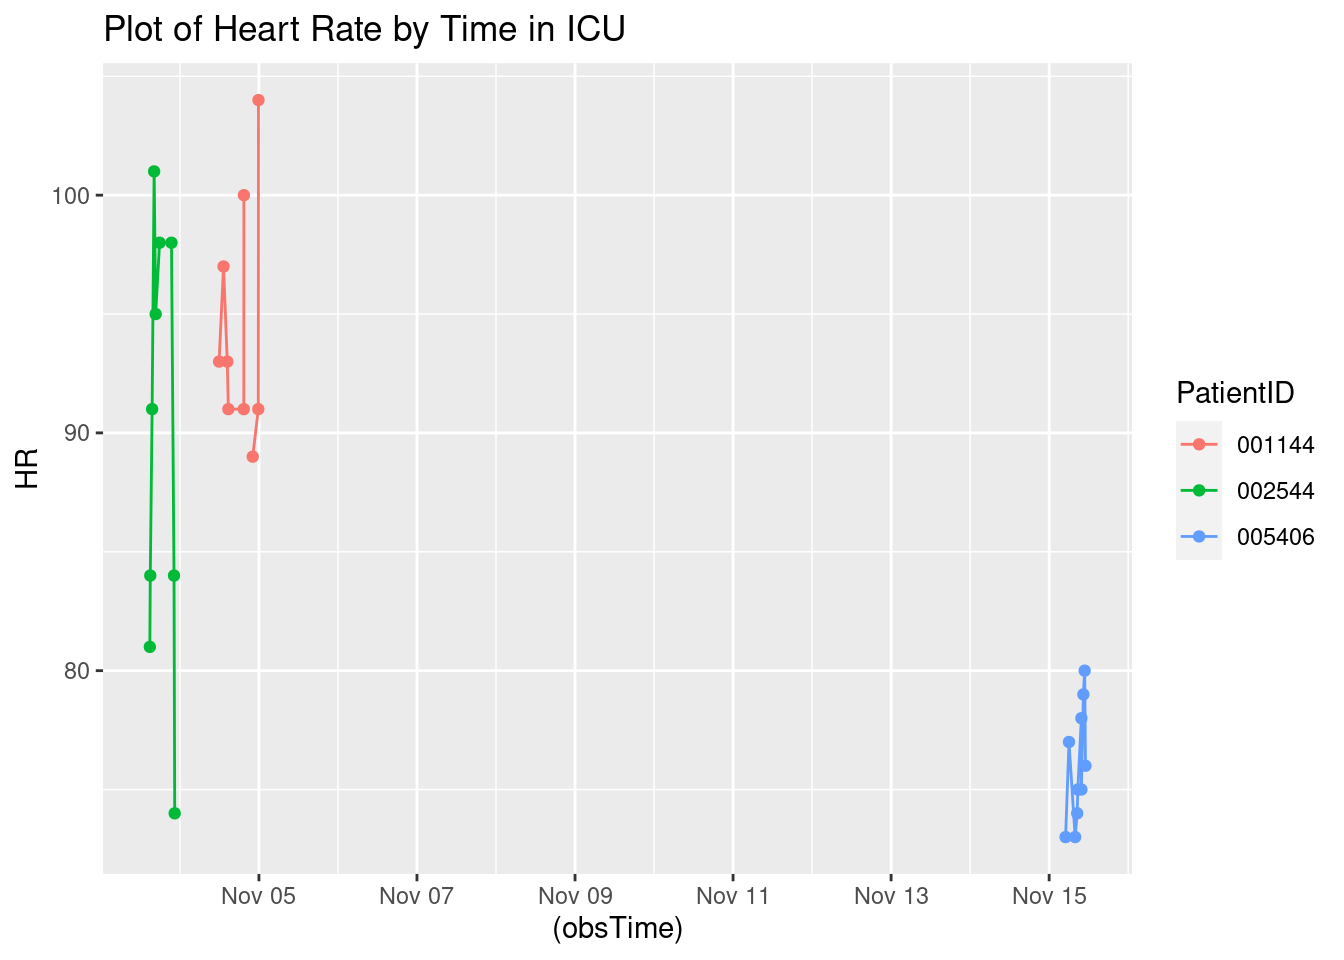 Plot of Heart Rate by Time in ICU
100
90
80
HR
Nov 05
Nov 07
Nov 09
Nov 11
Nov 13
Nov 15
(obsTime)
PatientID
001144
002544
005406